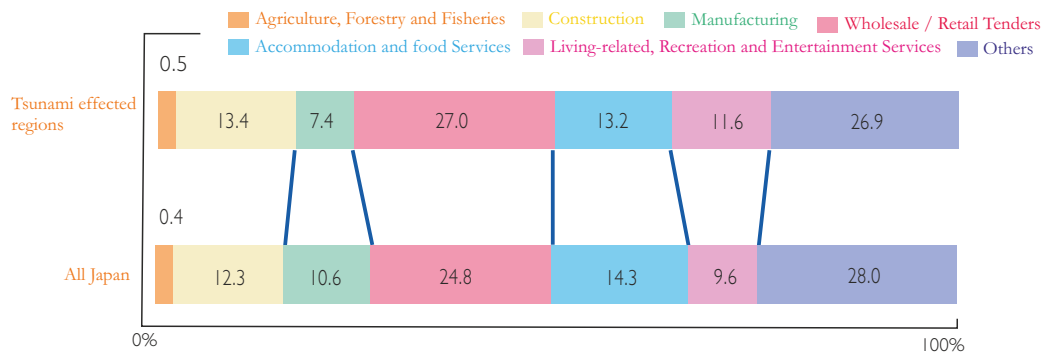 Agriculture, Forestry and Fisheries Construction Manufacturing Wholesale / Retail Tenders
Accommodation and food Services Living-related, Recreation and Entertainment Services Others
0.5
Tsunami effected
regions
13.4 7.4 27.0 13.2 11.6 26.9
0.4
All Japan
12.3 10.6 24.8 14.3 9.6 28.0
0% 100%